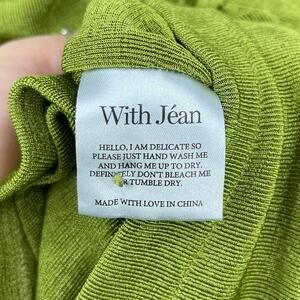 With Jéan
HELLO, I AM DELICATE SO
PLEASE JUST HAND WASH ME
AND HANG ME UP TO DRY.
DEFINITELY DON'T BLEACH ME
OR TUMBLE DRY.
MADE WITH LOVE IN CHINA